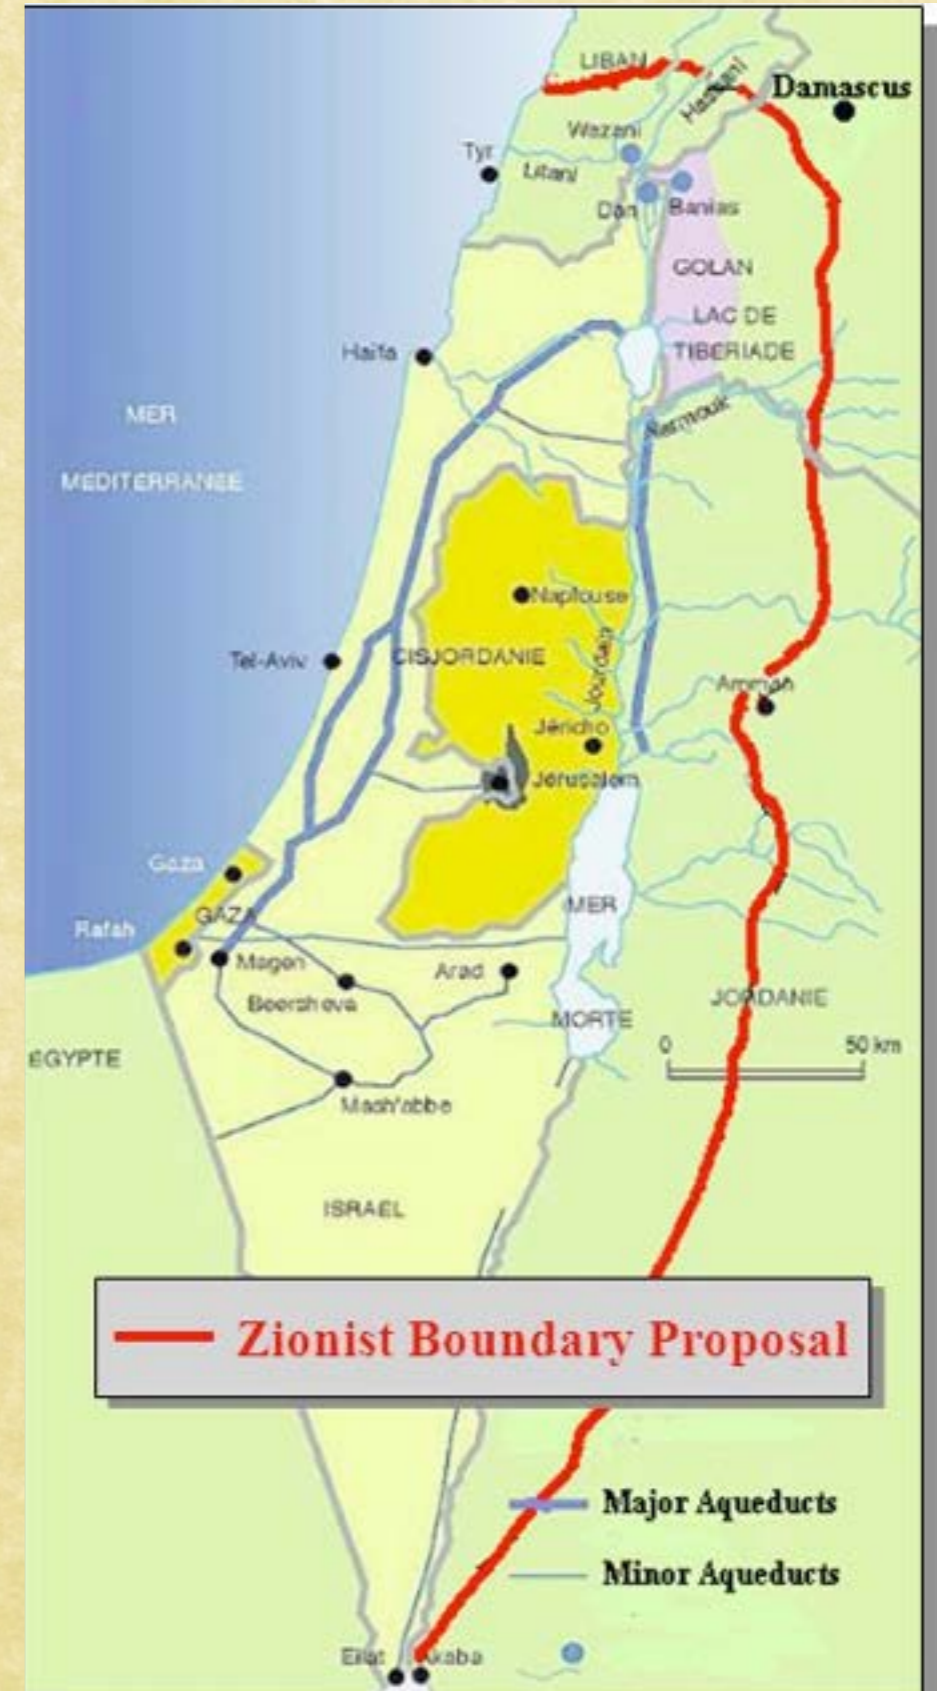 LIBAN
Hasbani
Damascus
Wazani
Tyr
Litani
Dan
Banias
GOLAN
LAC DE
TIBERIADE
Haïfa
Yarmouk
MER
MEDITERRANEE
Naplouse
Tel-Aviv
CISJORDANIE
Jourdain
Amman
Jéricho
Jérusalem
Gaza
GAZA
MER
Rafah
Magen
Arad
Beersheva
JORDANIE
MORTE
0
50 km
EGYPTE
Mash'abbe
ISRAEL
Zionist Boundary Proposal
Major Aqueducts
Minor Aqueducts
Eilat
Akaba